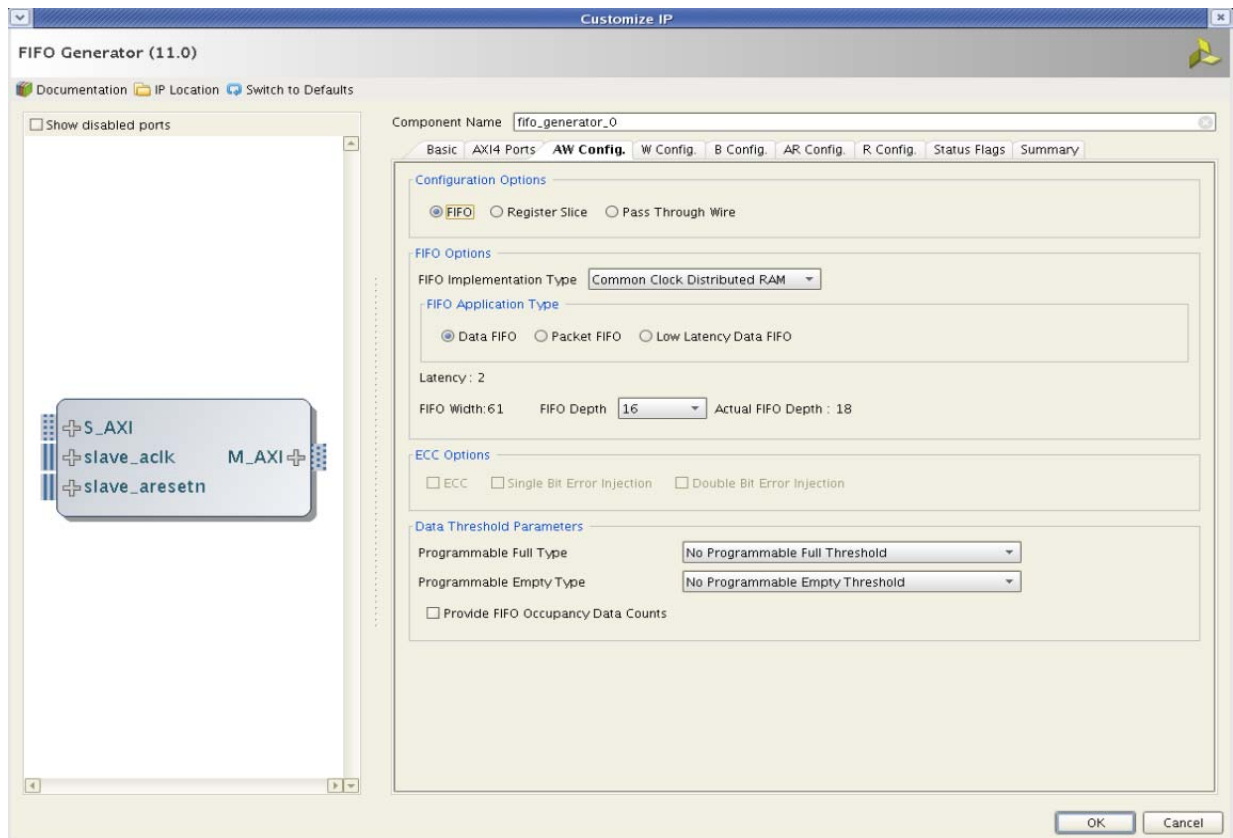 Customize IP
FIFO Generator (11.0)
Documentation IP Location Switch to Defaults
Show disabled ports
S_AXI
slave_aclk M_AXI
slave_aresetn
Component Name fifo_generator_0
Basic AXI4 Ports AW Config. W Config. B Config. AR Config. R Config. Status Flags Summary
Configuration Options
FIFO Register Slice Pass Through Wire
FIFO Options
FIFO Implementation Type Common Clock Distributed RAM
FIFO Application Type
Data FIFO Packet FIFO Low Latency Data FIFO
Latency : 2
FIFO Width:61 FIFO Depth 16 Actual FIFO Depth : 18
ECC Options
ECC Single Bit Error Injection Double Bit Error Injection
Data Threshold Parameters
Programmable Full Type No Programmable Full Threshold
Programmable Empty Type No Programmable Empty Threshold
Provide FIFO Occupancy Data Counts
OK Cancel